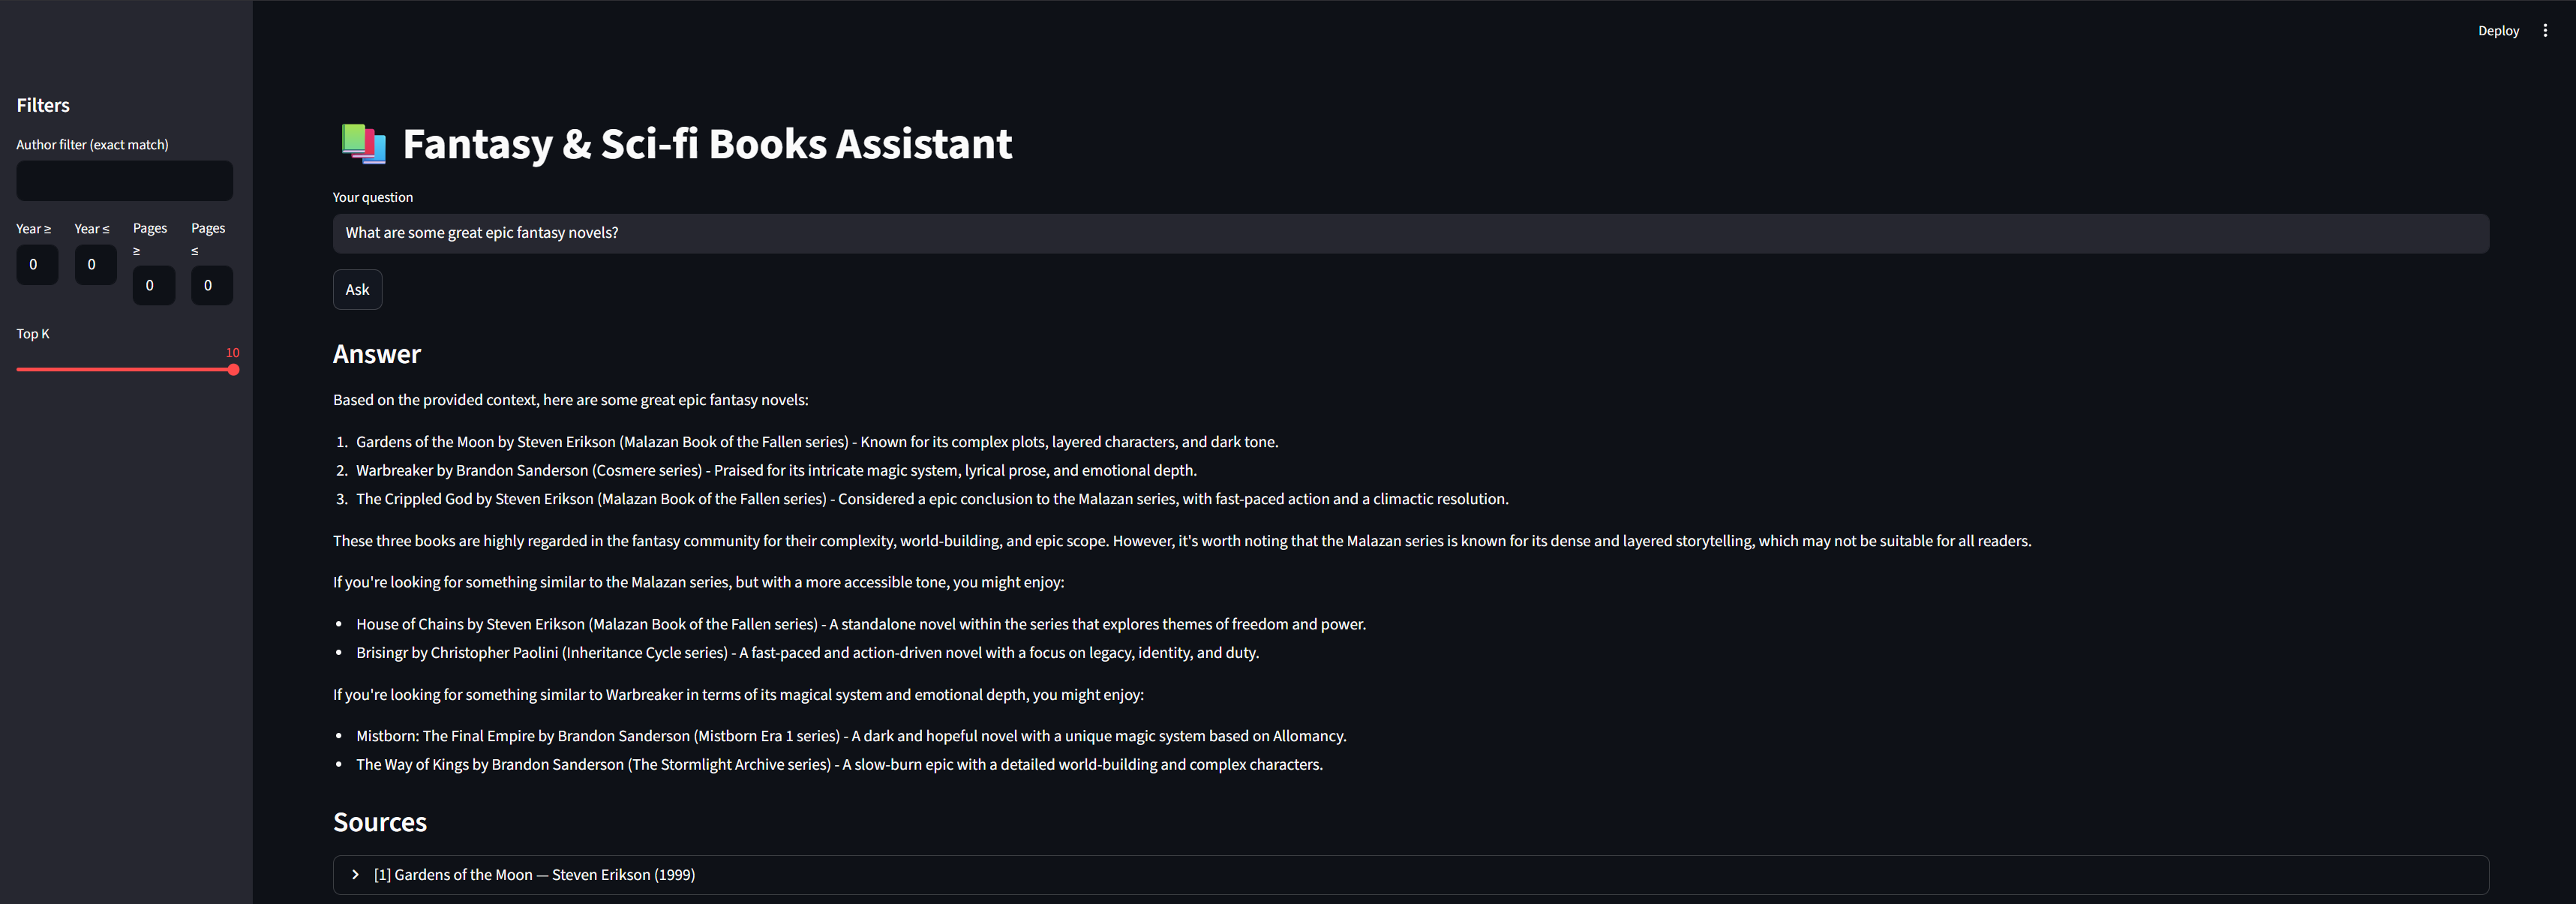 Deploy
Filters
Author filter (exact match)
Year ≥
Year ≤
Pages ≥
Pages ≤
0
0
0
0
Top K
10
Fantasy & Sci-fi Books Assistant
Your question
What are some great epic fantasy novels?
Ask
Answer
Based on the provided context, here are some great epic fantasy novels:
1. Gardens of the Moon by Steven Erikson (Malazan Book of the Fallen series) - Known for its complex plots, layered characters, and dark tone.
2. Warbreaker by Brandon Sanderson (Cosmere series) - Praised for its intricate magic system, lyrical prose, and emotional depth.
3. The Crippled God by Steven Erikson (Malazan Book of the Fallen series) - Considered a epic conclusion to the Malazan series, with fast-paced action and a climactic resolution.
These three books are highly regarded in the fantasy community for their complexity, world-building, and epic scope. However, it's worth noting that the Malazan series is known for its dense and layered storytelling, which may not be suitable for all readers.
If you're looking for something similar to the Malazan series, but with a more accessible tone, you might enjoy:
• House of Chains by Steven Erikson (Malazan Book of the Fallen series) - A standalone novel within the series that explores themes of freedom and power.
• Brisingr by Christopher Paolini (Inheritance Cycle series) - A fast-paced and action-driven novel with a focus on legacy, identity, and duty.
If you're looking for something similar to Warbreaker in terms of its magical system and emotional depth, you might enjoy:
• Mistborn: The Final Empire by Brandon Sanderson (Mistborn Era 1 series) - A dark and hopeful novel with a unique magic system based on Allomancy.
• The Way of Kings by Brandon Sanderson (The Stormlight Archive series) - A slow-burn epic with a detailed world-building and complex characters.
Sources
[1] Gardens of the Moon — Steven Erikson (1999)